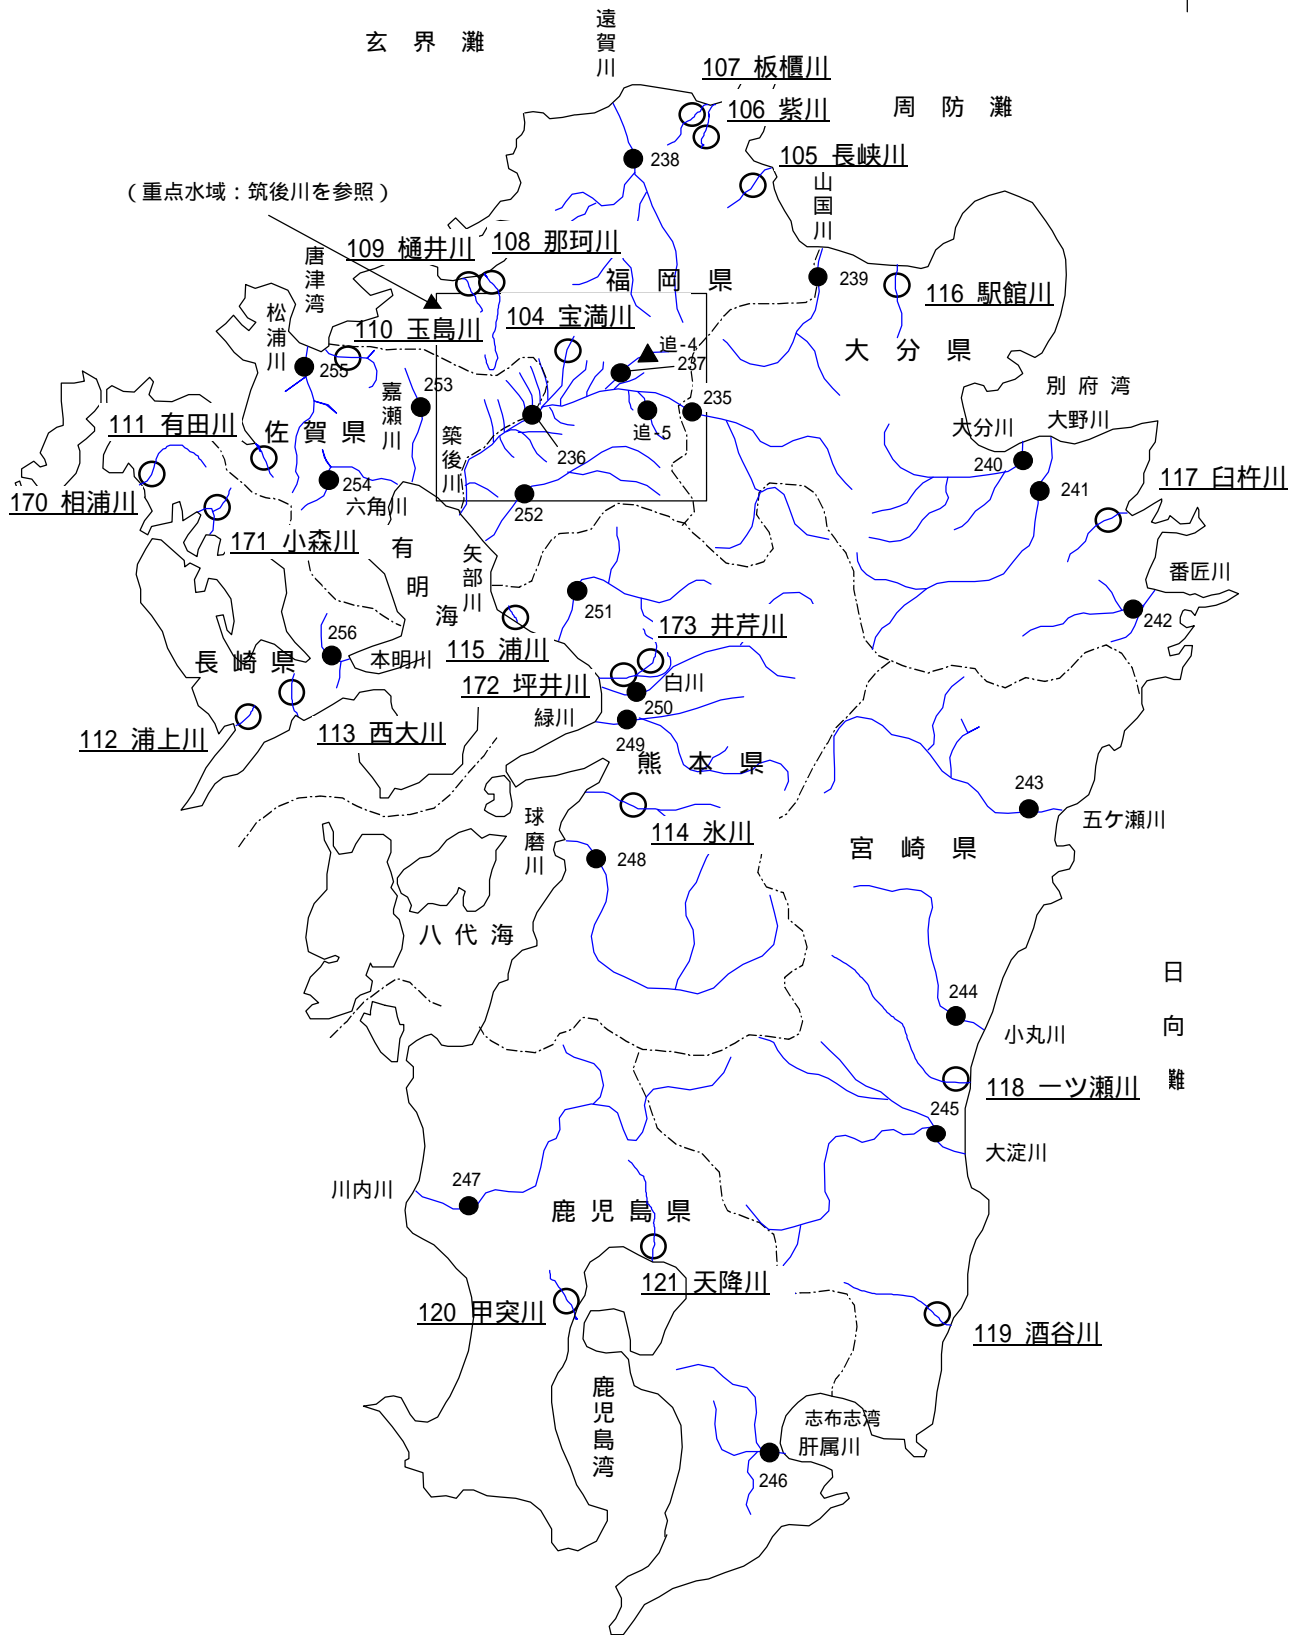 玄界灘
遠賀川
107 板櫃川
106 紫川
周防灘
238
105 長峡川
(重点水域：筑後川を参照)
山国川
109 樋井川
108 那珂川
唐津湾
福岡県
239
116 駅館川
松浦川
110 玉島川
104 宝満川
追-4
大分県
255
237
嘉瀬川
253
235
別府湾
111 有田川
佐賀県
築後川
追-5
大分川
大野川
236
240
254
241
117 臼杵川
170 相浦川
六角川
252
171 小森川
有明海
矢部川
番匠川
251
242
256
173 井芹川
長崎県
本明川
115 浦川
172 坪井川
白川
250
緑川
112 浦上川
113 西大川
249
熊本県
243
球磨川
五ケ瀬川
114 氷川
宮崎県
248
八代海
日向難
244
小丸川
118 一ツ瀬川
245
大淀川
247
川内川
鹿児島県
121 天降川
120 甲突川
119 酒谷川
鹿児島湾
志布志湾
肝属川
246